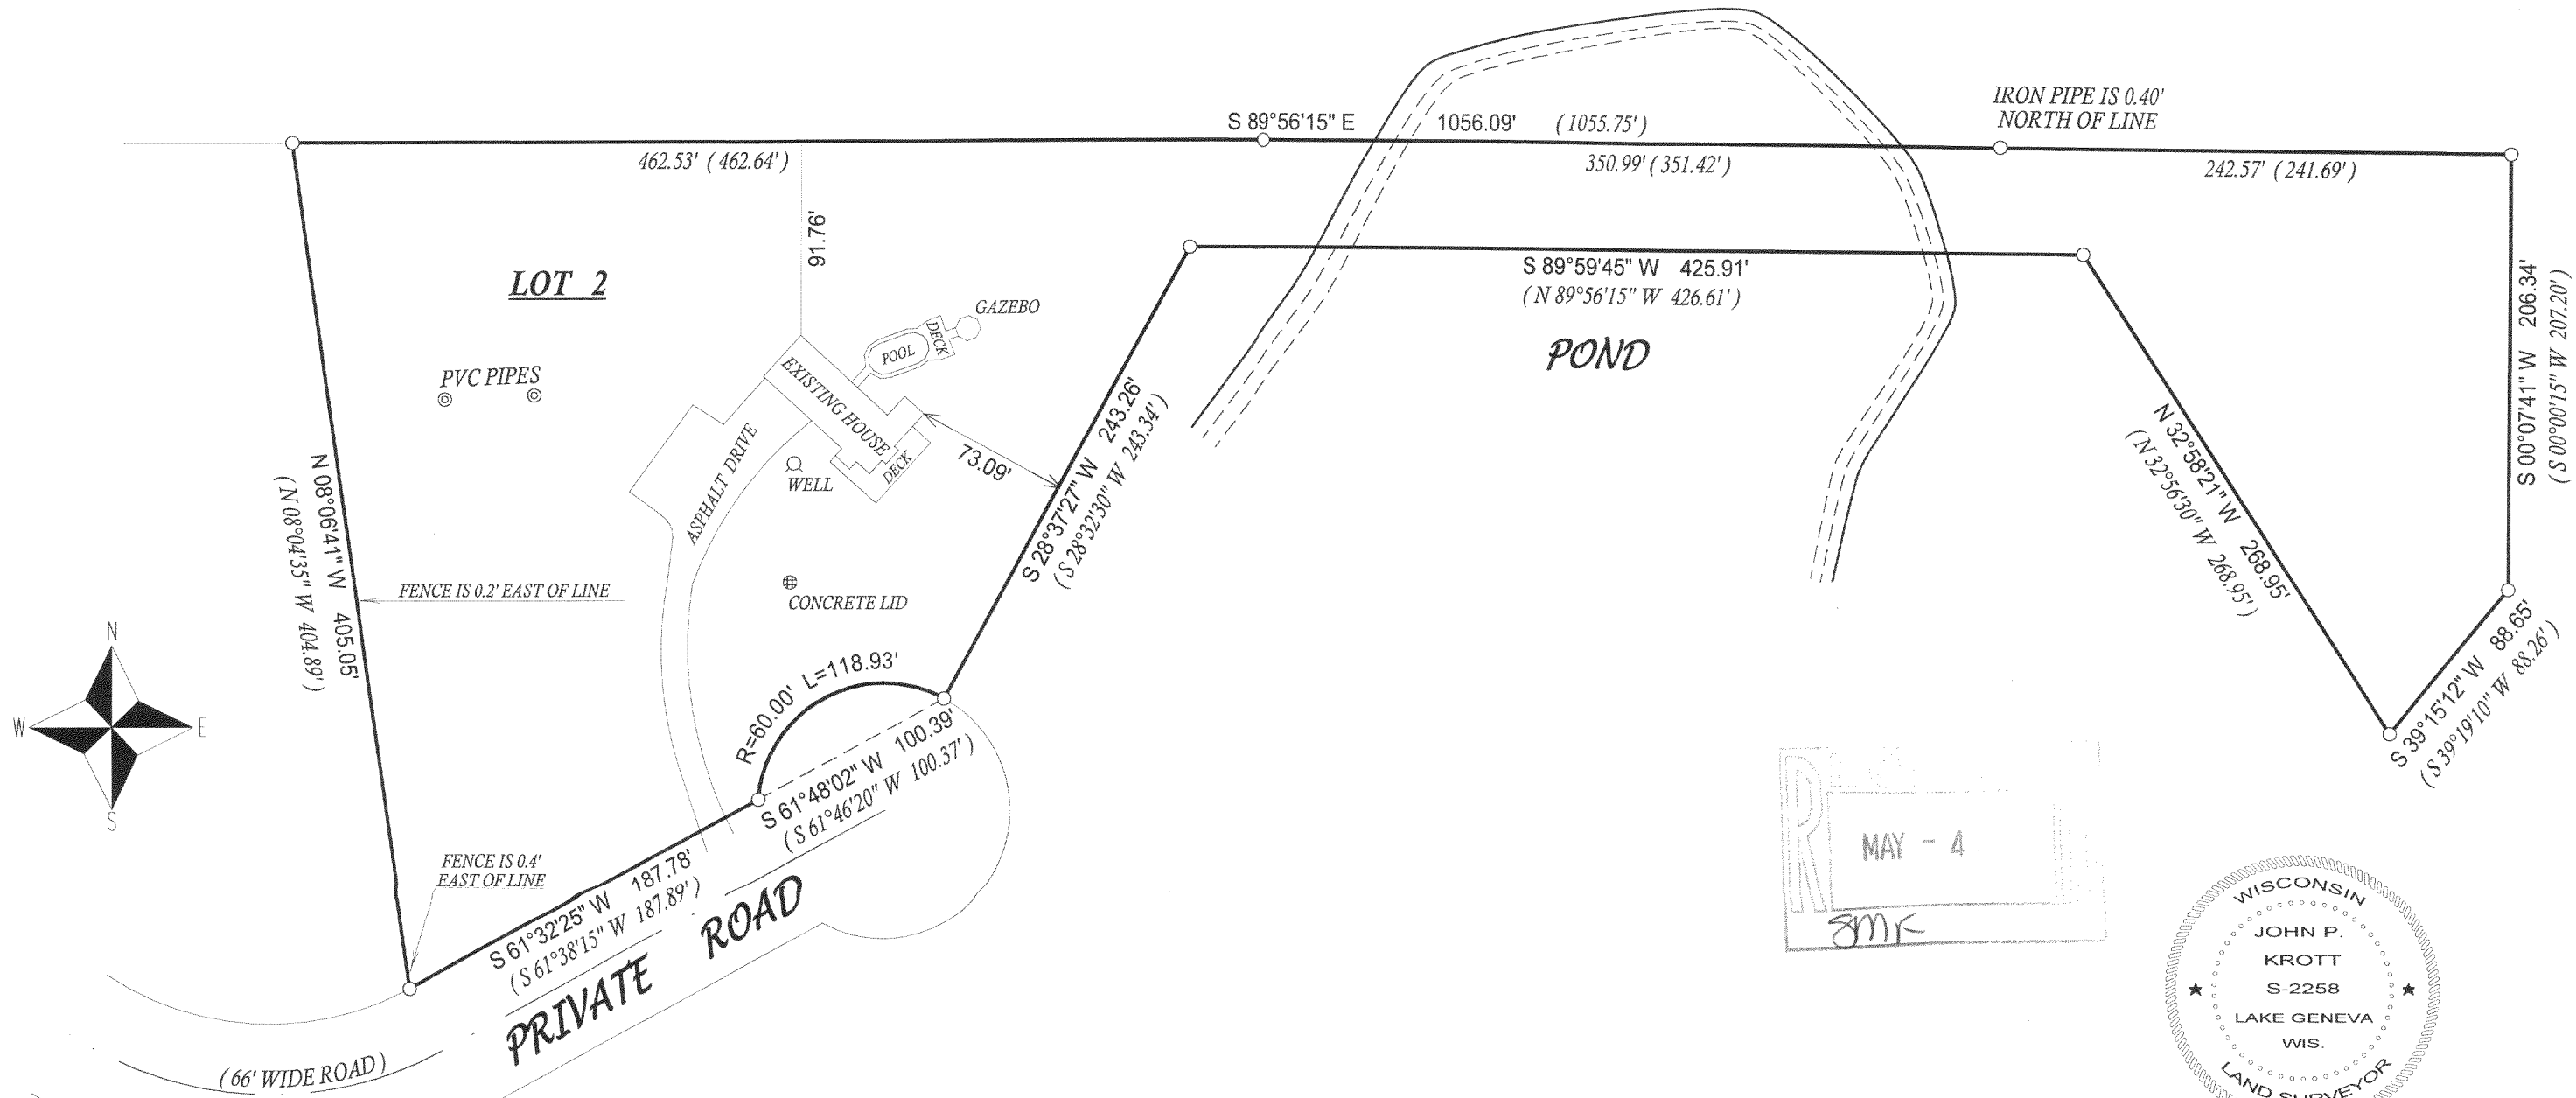 IRON PIPE IS 0.40'
NORTH OF LINE
S 89°56'15" E 1056.09' (1055.75')
462.53' (462.64')
350.99' (351.42')
242.57' (241.69')
91.76'
LOT 2
S 89°59'45" W 425.91'
(N 89°56'15" W 426.61')
POND
GAZEBO
DECK
POOL
EXISTING HOUSE
DECK
PVC PIPES
ASPHALT DRIVE
WELL
73.09'
S 28°37'27" W 243.26'
(S 28°32'30" W 243.34')
N 32°58'21" W 268.95'
(N 32°56'30" W 268.95')
S 00°07'41" W 206.34'
(S 00°00'15" W 207.20')
S 39°15'12" W 88.65'
(S 39°19'10" W 88.26')
N 08°06'41" W 405.05'
(N 08°04'35" W 404.89')
FENCE IS 0.2' EAST OF LINE
CONCRETE LID
R=60.00' L=118.93'
S 61°48'02" W 100.39'
(S 61°46'20" W 100.37')
N
W
E
S
FENCE IS 0.4'
EAST OF LINE
S 61°32'25" W 187.78'
(S 61°38'15" W 187.89')
PRIVATE ROAD
(66' WIDE ROAD)
R
MAY - 4
SMF
WISCONSIN
JOHN P.
KROTT
S-2258
LAKE GENEVA
WIS.
LAND SURVEYOR